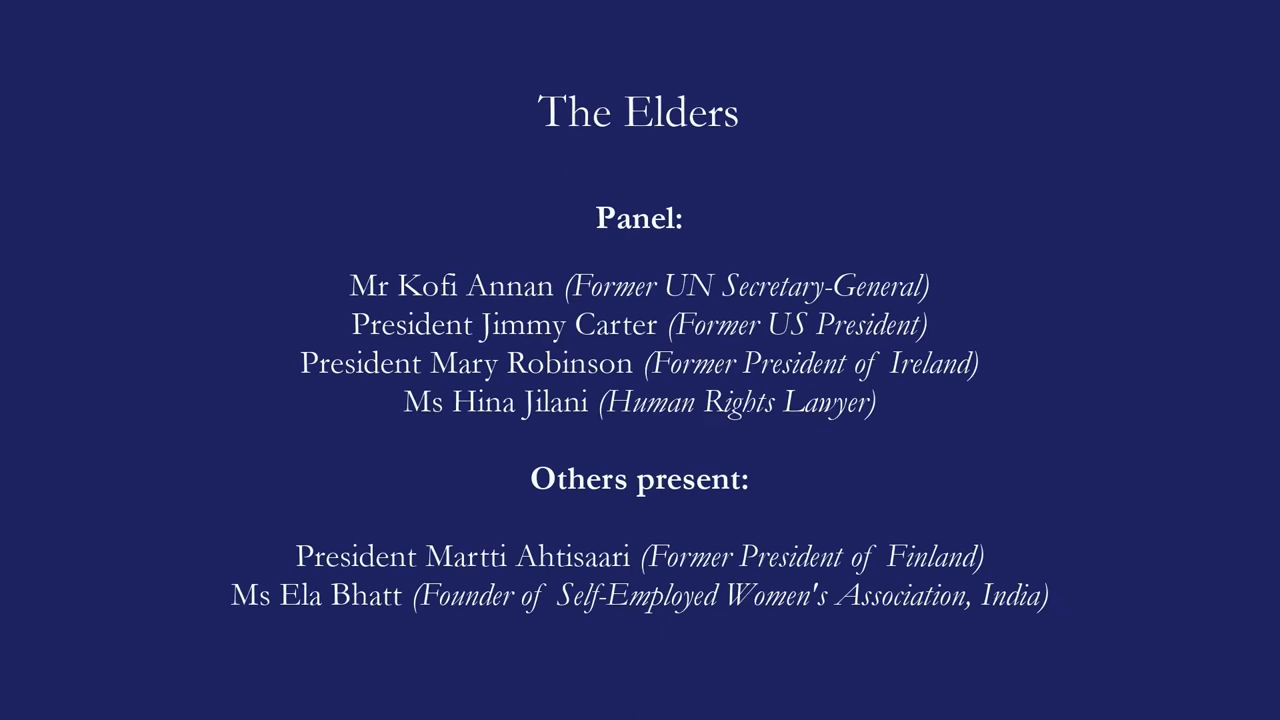 The Elders
Panel:
Mr Kofi Annan (Former UN Secretary-General)
President Jimmy Carter (Former US President)
President Mary Robinson (Former President of Ireland)
Ms Hina Jilani (Human Rights Lawyer)
Others present:
President Martti Ahtisaari (Former President of Finland)
Ms Ela Bhatt (Founder of Self-Employed Women's Association, India)